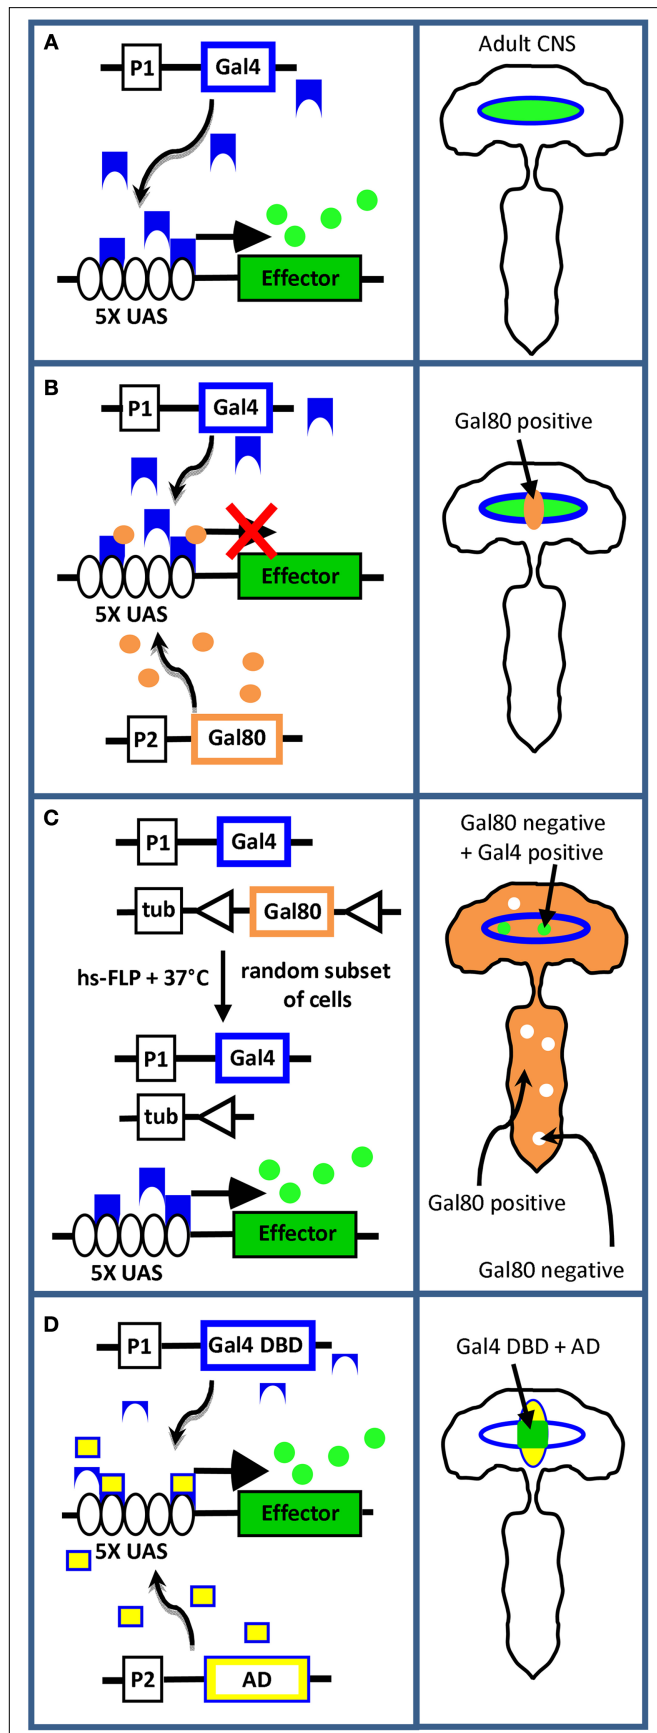 A
P1
Gal4
Adult CNS
5X UAS
Effector
B
P1
Gal4
Gal80 positive
5X UAS
Effector
P2
Gal80
C
P1
Gal4
tub
Gal80
hs-FLP + 37°C
random subset
of cells
P1
Gal4
tub
5X UAS
Effector
Gal80 negative
+ Gal4 positive
Gal80 positive
Gal80 negative
D
P1
Gal4 DBD
Gal4 DBD + AD
5X UAS
Effector
P2
AD